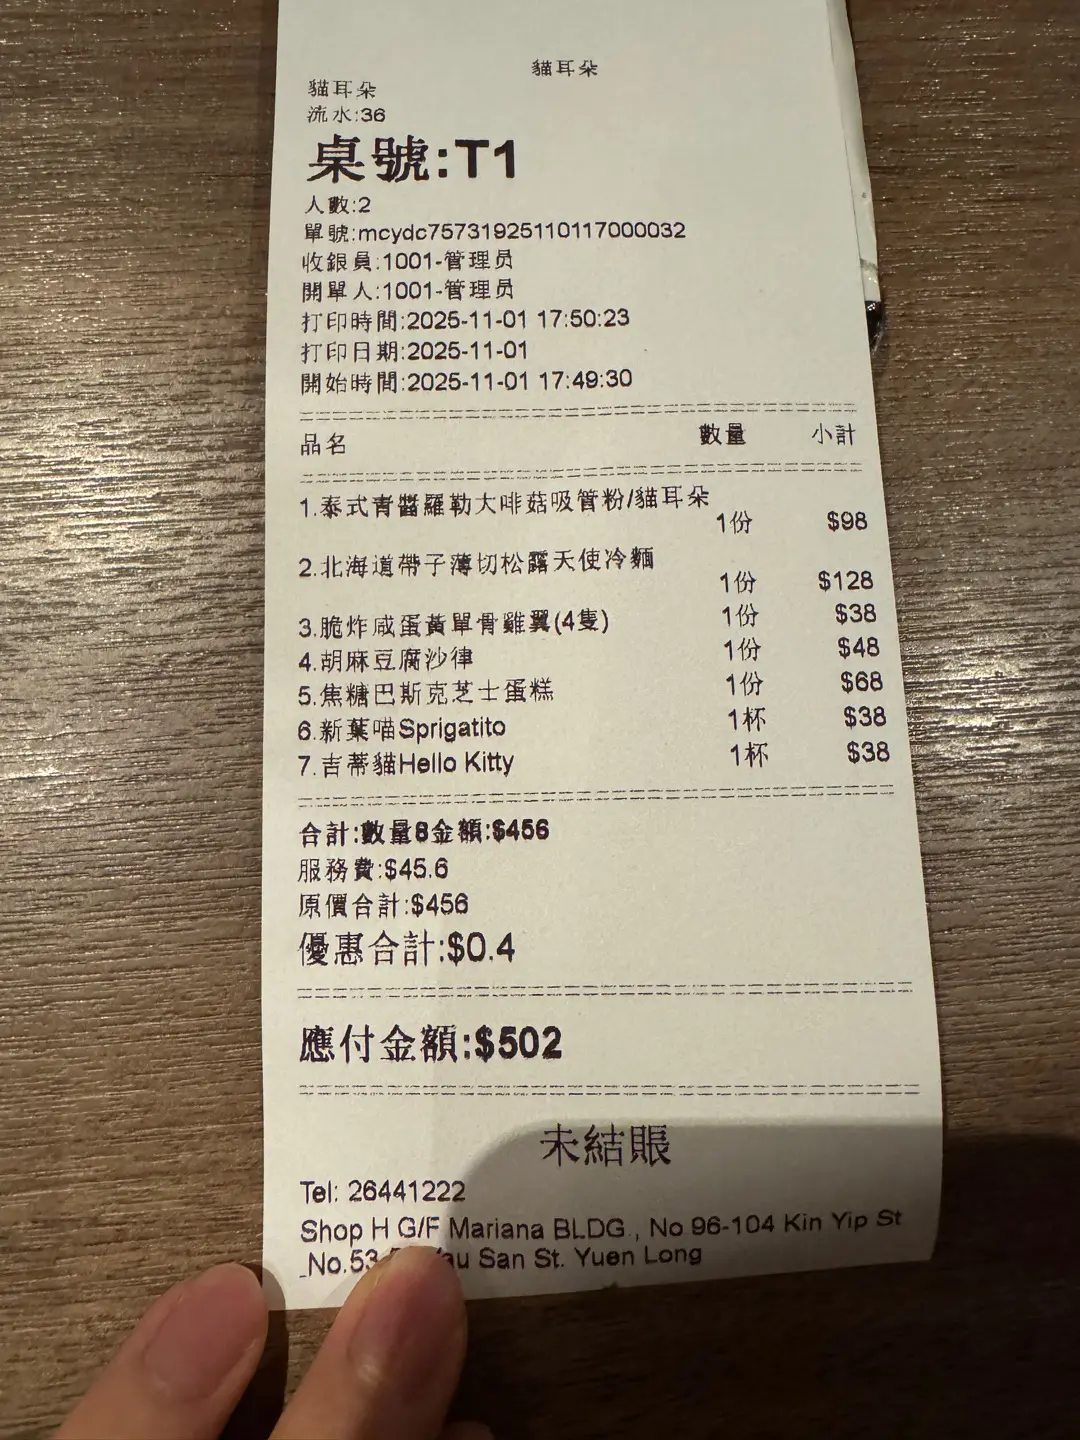 貓耳朵
貓耳朵
流水:36
桌號:T1
人數:2
單號:mcydc75731925110117000032
收銀員:1001-管理员
開單人:1001-管理员
打印時間:2025-11-01 17:50:23
打印日期:2025-11-01
開始時間:2025-11-01 17:49:30
品名 數量 小計
1.泰式青醬羅勒大啡菇吸管粉/貓耳朵
1份 $98
2.北海道帶子薄切松露天使冷麵
1份 $128
3.脆炸咸蛋黃單骨雞翼(4隻) 1份 $38
4.胡麻豆腐沙律 1份 $48
5.焦糖巴斯克芝士蛋糕 1份 $68
6.新葉喵Sprigatito 1杯 $38
7.吉蒂貓Hello Kitty 1杯 $38
合計:數量8金額:$456
服務費:$45.6
原價合計:$456
優惠合計:$0.4
應付金額:$502
未結賬
Tel: 26441222
Shop H G/F Mariana BLDG., No 96-104 Kin Yip St
_No.53 San St. Yuen Long